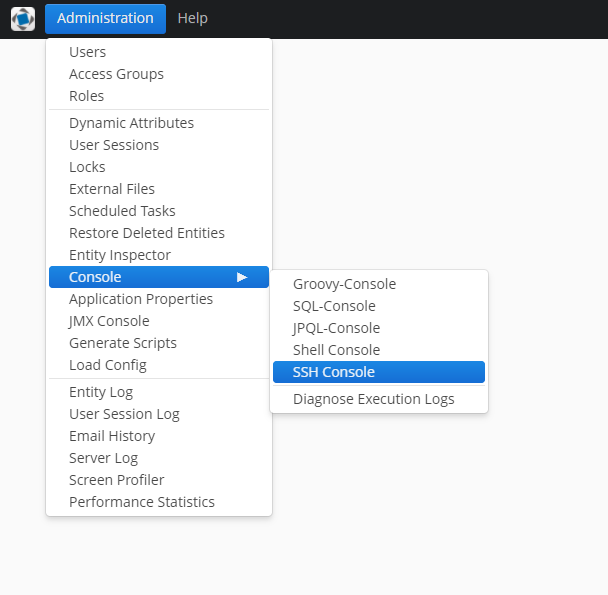 Administration Help
Users
Access Groups
Roles
Dynamic Attributes
User Sessions
Locks
External Files
Scheduled Tasks
Restore Deleted Entities
Entity Inspector
Console
Application Properties
JMX Console
Generate Scripts
Load Config
Entity Log
User Session Log
Email History
Server Log
Screen Profiler
Performance Statistics
Groovy-Console
SQL-Console
JPQL-Console
Shell Console
SSH Console
Diagnose Execution Logs